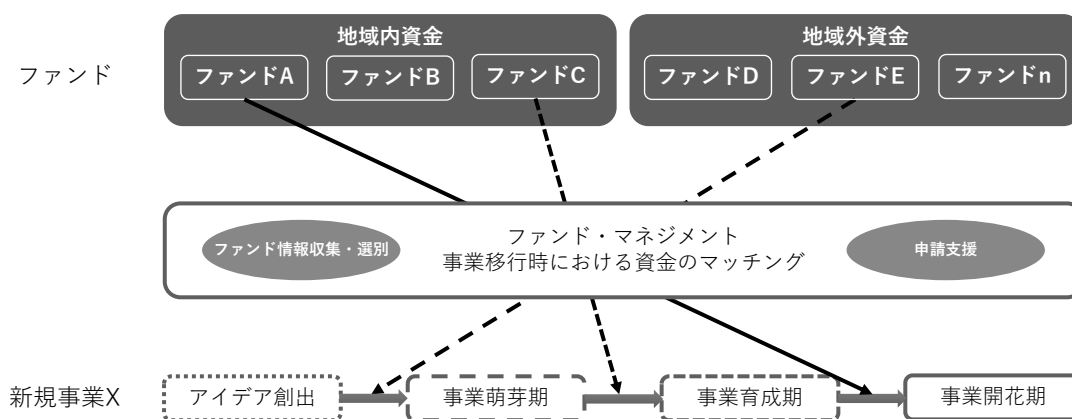 地域内資金
地域外資金
ファンド
ファンドA
ファンドB
ファンドC
ファンドD
ファンドE
ファンドn
ファンド情報収集・選別
ファンド・マネジメント
事業移行時における資金のマッチング
申請支援
新規事業X
アイデア創出
事業萌芽期
事業育成期
事業開花期